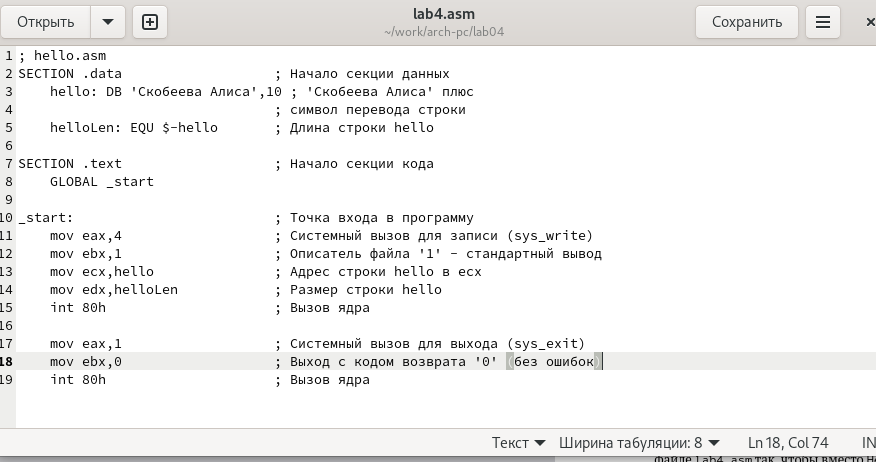 Открыть
lab4.asm
~/work/arch-pc/lab04
Сохранить
1 ; hello.asm
2 SECTION .data ; Начало секции данных
3 hello: DB 'Скобеева Алиса',10 ; 'Скобеева Алиса' плюс
4 ; символ перевода строки
5 helloLen: EQU $-hello ; Длина строки hello
6
7 SECTION .text ; Начало секции кода
8 GLOBAL _start
9
10 _start: ; Точка входа в программу
11 mov eax,4 ; Системный вызов для записи (sys_write)
12 mov ebx,1 ; Описатель файла '1' - стандартный вывод
13 mov ecx,hello ; Адрес строки hello в ecx
14 mov edx,helloLen ; Размер строки hello
15 int 80h ; Вызов ядра
16
17 mov eax,1 ; Системный вызов для выхода (sys_exit)
18 mov ebx,0 ; Выход с кодом возврата '0' (без ошибок)
19 int 80h ; Вызов ядра
Текст Ширина табуляции: 8 Ln 18, Col 74 IN
файле lab4.asm так, чтобы вместо